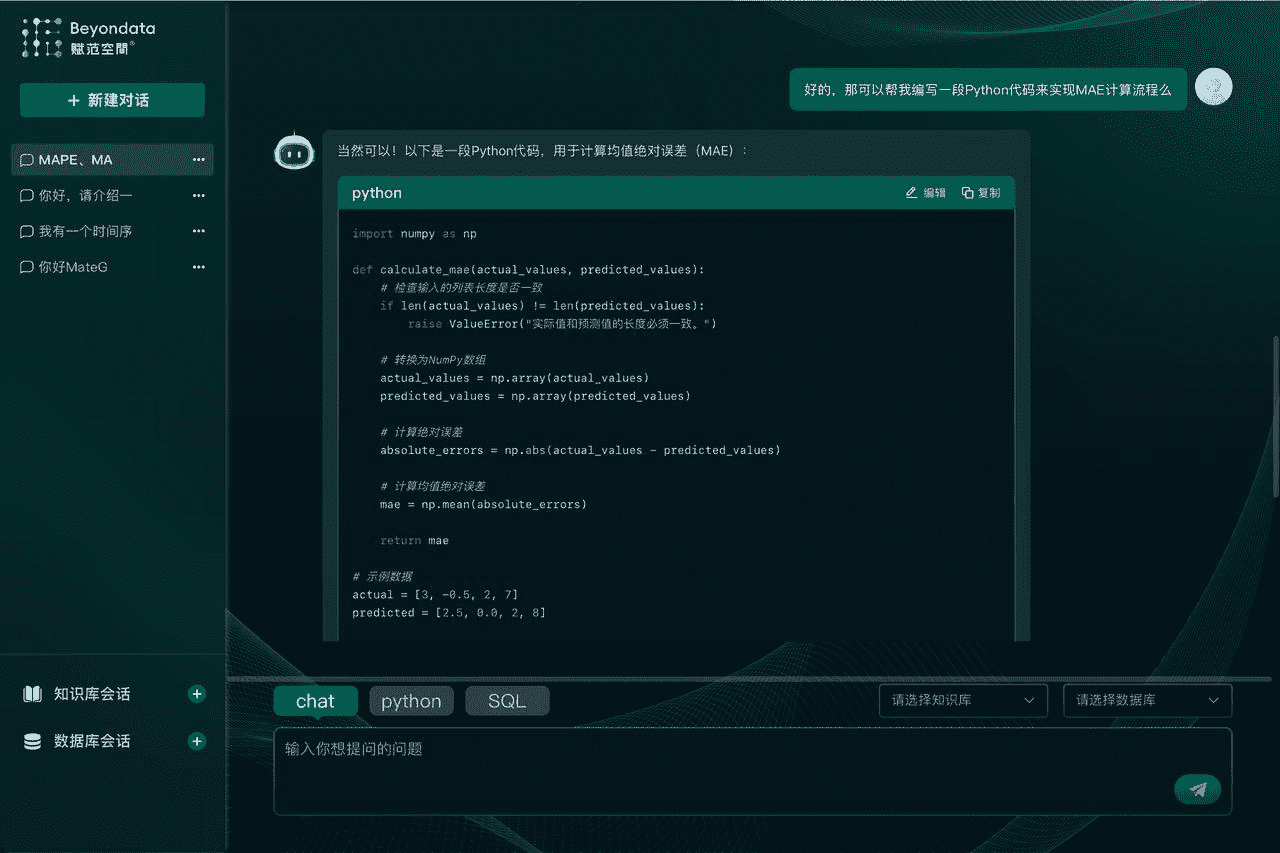 Beyondata
赋范空間®
+ 新建对话
MAPE、MA
你好，请介绍一
我有一个时间序
你好MateG
知识库会话
数据库会话
好的，那可以帮我编写一段Python代码来实现MAE计算流程么
当然可以！以下是一段Python代码，用于计算均值绝对误差（MAE）：
python 编辑 复制
import numpy as np
def calculate_mae(actual_values, predicted_values):
# 检查输入的列表长度是否一致
if len(actual_values) != len(predicted_values):
raise ValueError("实际值和预测值的长度必须一致。")
# 转换为NumPy数组
actual_values = np.array(actual_values)
predicted_values = np.array(predicted_values)
# 计算绝对误差
absolute_errors = np.abs(actual_values - predicted_values)
# 计算均值绝对误差
mae = np.mean(absolute_errors)
return mae
# 示例数据
actual = [3, -0.5, 2, 7]
predicted = [2.5, 0.0, 2, 8]
chat python SQL 请选择知识库 请选择数据库
输入你想提问的问题